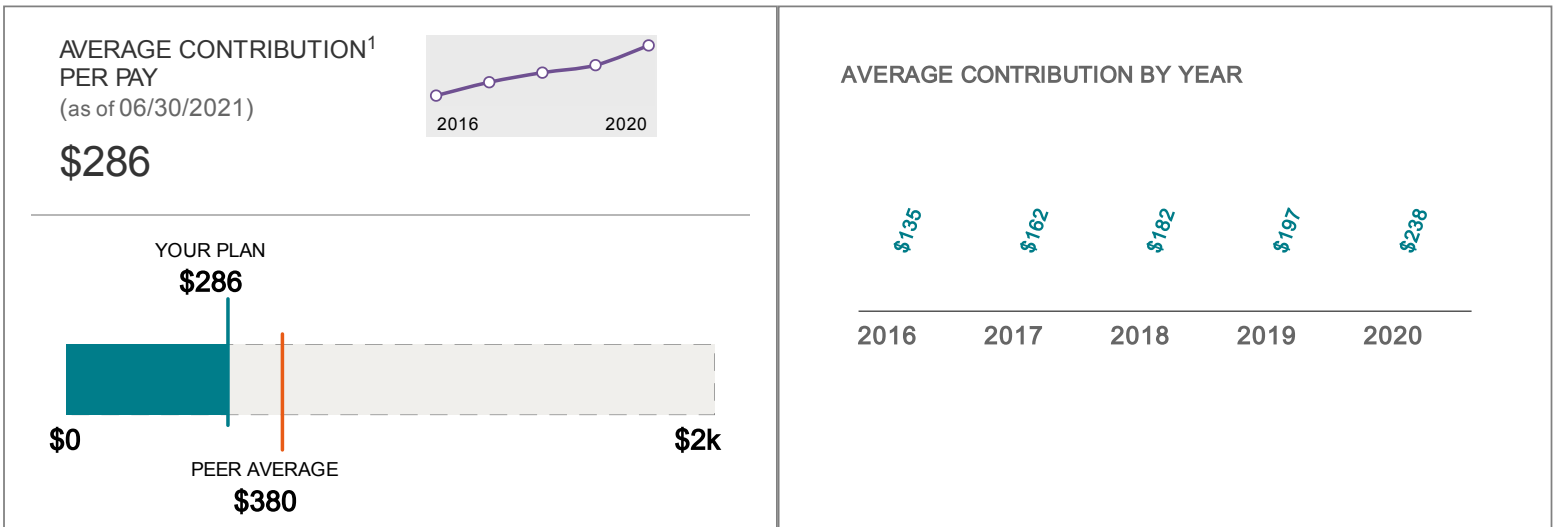 AVERAGE CONTRIBUTION1
PER PAY
(as of 06/30/2021)
$286
2016 2020
YOUR PLAN
$286
$0 $2k
PEER AVERAGE
$380
AVERAGE CONTRIBUTION BY YEAR
$135 $162 $182 $197 $238
2016 2017 2018 2019 2020